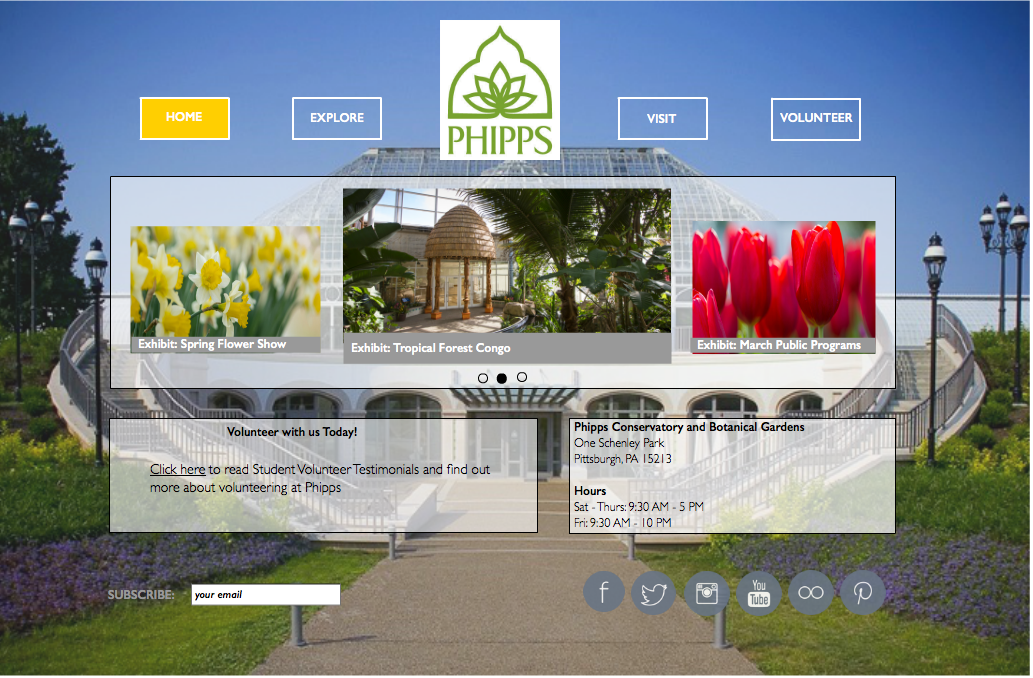 HOME
EXPLORE
PHIPPS
VISIT
VOLUNTEER
Exhibit: Spring Flower Show
Exhibit: Tropical Forest Congo
Exhibit: March Public Programs
Volunteer with us Today!
Click here to read Student Volunteer Testimonials and find out
more about volunteering at Phipps
Phipps Conservatory and Botanical Gardens
One Schenley Park
Pittsburgh, PA 15213
Hours
Sat - Thurs: 9:30 AM - 5 PM
Fri: 9:30 AM - 10 PM
SUBSCRIBE:
your email
f
You
Tube